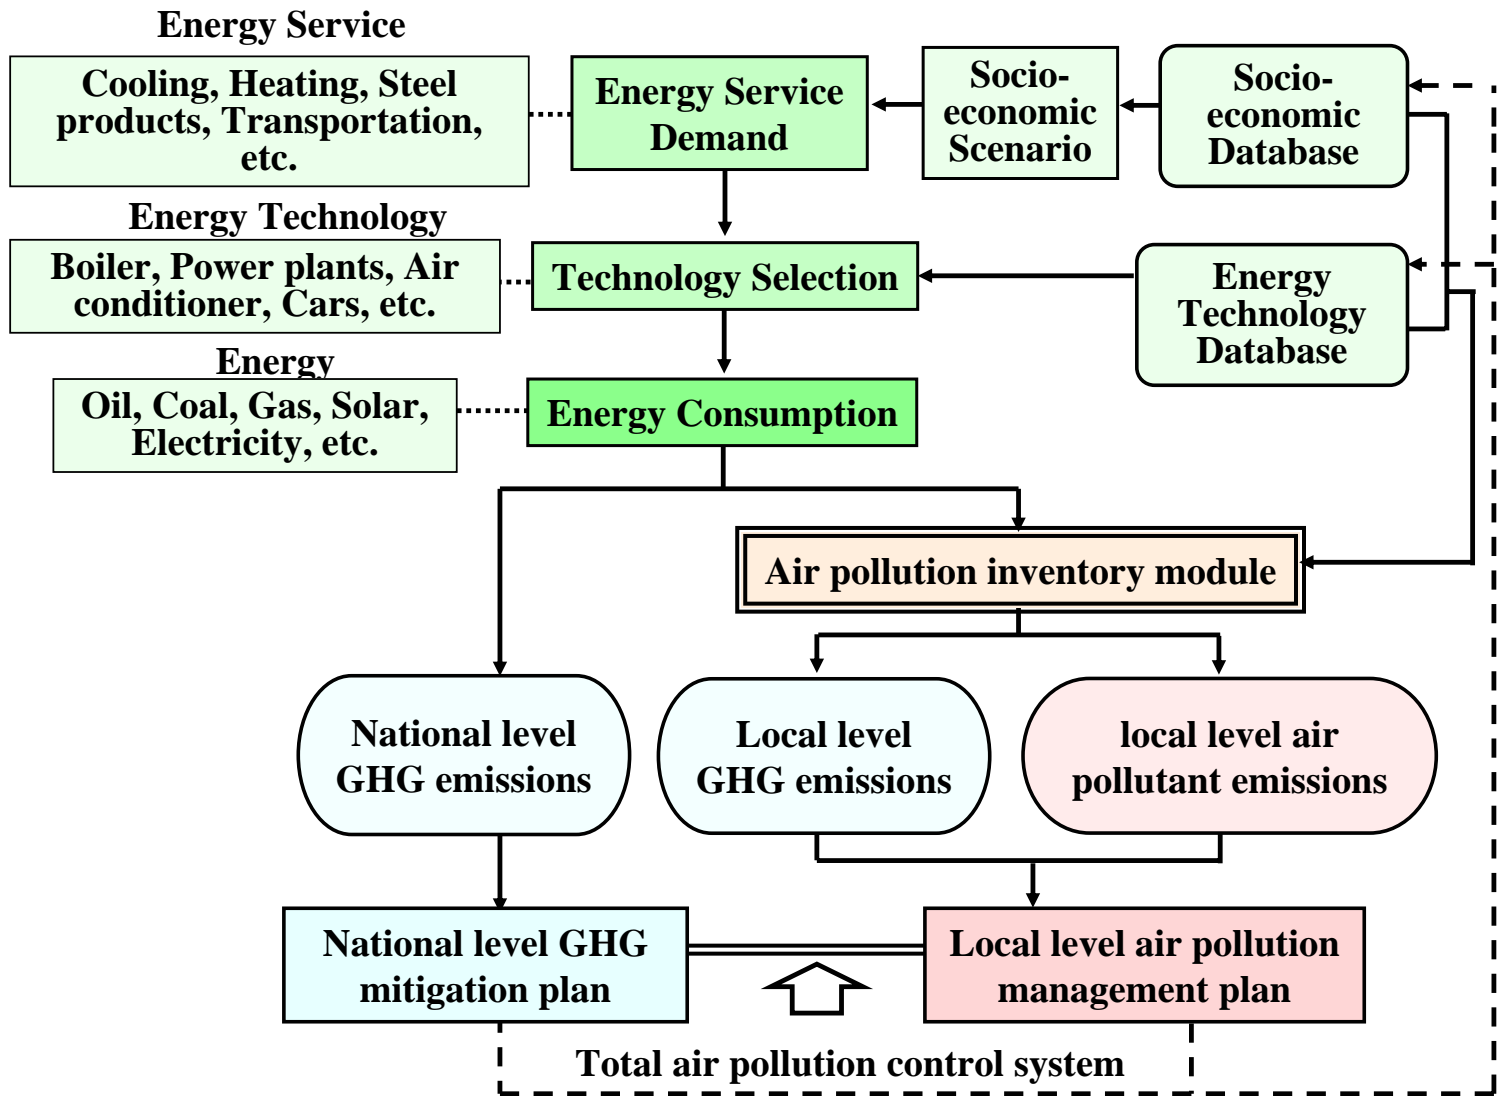 Energy Service
Cooling, Heating, Steel
products, Transportation,
etc.
Energy Service
Demand
Socio-
economic
Scenario
Socio-
economic
Database
Energy Technology
Boiler, Power plants, Air
conditioner, Cars, etc.
Technology Selection
Energy
Technology
Database
Energy
Oil, Coal, Gas, Solar,
Electricity, etc.
Energy Consumption
Air pollution inventory module
National level
GHG emissions
Local level
GHG emissions
local level air
pollutant emissions
National level GHG
mitigation plan
Local level air pollution
management plan
Total air pollution control system